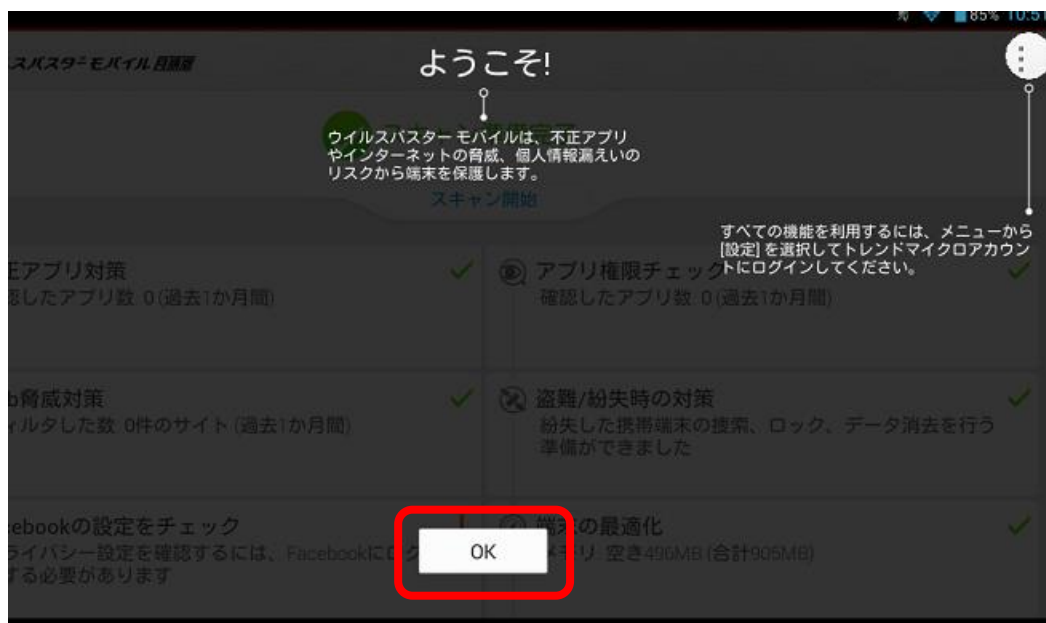 85% 10:51
スバスター モバイル 月額版
ようこそ!
ウイルスバスター モバイルは、不正アプリ
やインターネットの脅威、個人情報漏えいの
リスクから端末を保護します。
スキャン開始
すべての機能を利用するには、メニューから
[設定] を選択してトレンドマイクロアカウン
トにログインしてください。
正アプリ対策
認したアプリ数 0 (過去1か月間)
アプリ権限チェック
確認したアプリ数 0 (過去1か月間)
b脅威対策
ィルタした数 0件のサイト (過去1か月間)
盗難/紛失時の対策
紛失した携帯端末の捜索、ロック、データ消去を行う
準備ができました
cebookの設定をチェック
ライバシー設定を確認するには、Facebookにログ
する必要があります
OK
端末の最適化
メモリ 空き496MB (合計905MB)